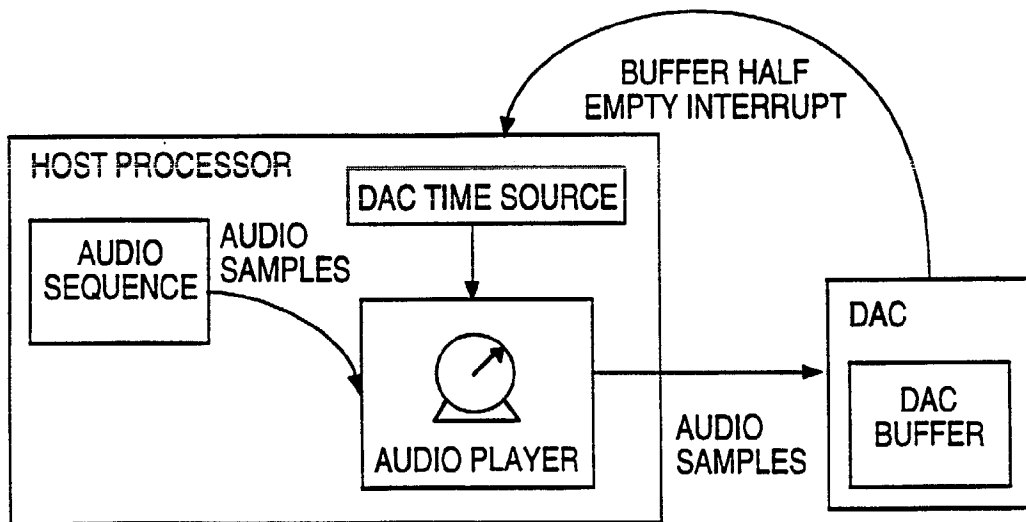 BUFFER HALF
EMPTY INTERRUPT
HOST PROCESSOR
DAC TIME SOURCE
AUDIO
SEQUENCE
AUDIO
SAMPLES
AUDIO PLAYER
AUDIO
SAMPLES
DAC
DAC
BUFFER